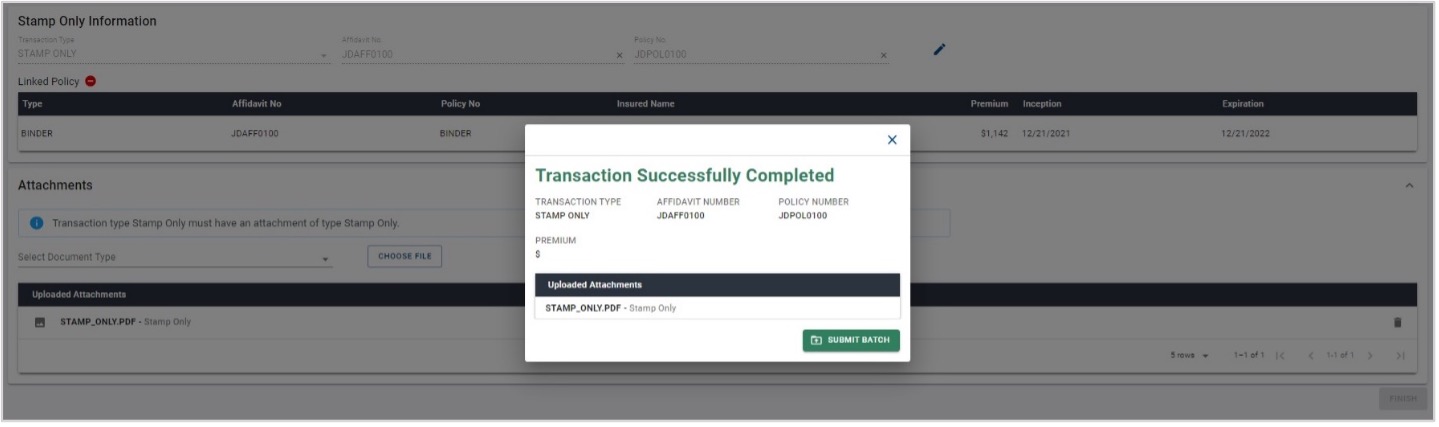 Stamp Only Information
Transaction Type Affidavit No. Policy No.
STAMP ONLY JDAFF0100 × JDPOL0100 ×
Linked Policy
Type Affidavit No Policy No Insured Name Premium Inception Expiration
BINDER JDAFF0100 BINDER $1,142 12/21/2021 12/21/2022
Attachments
Transaction type Stamp Only must have an attachment of type Stamp Only.
Select Document Type CHOOSE FILE
Uploaded Attachments
STAMP_ONLY.PDF - Stamp Only
5 rows 1-1 of 1 |< < 1-1 of 1 > >|
FINISH
×
Transaction Successfully Completed
TRANSACTION TYPE AFFIDAVIT NUMBER POLICY NUMBER
STAMP ONLY JDAFF0100 JDPOL0100
PREMIUM
$
Uploaded Attachments
STAMP_ONLY.PDF - Stamp Only
SUBMIT BATCH